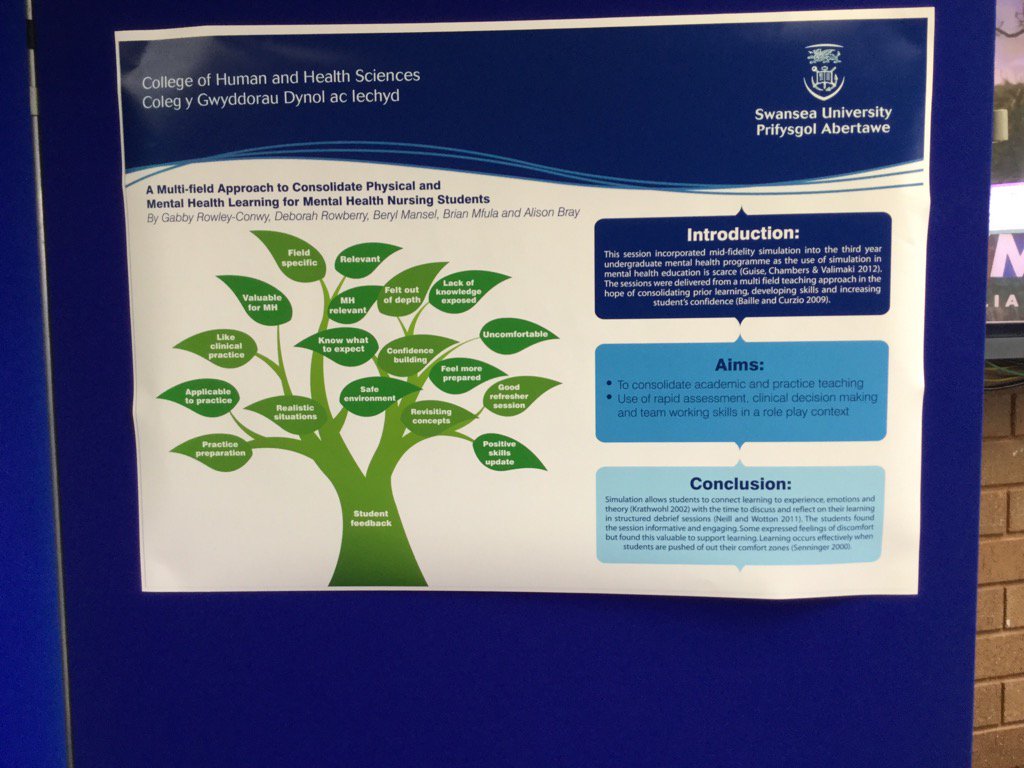 College of Human and Health Sciences
Coleg y Gwyddorau Dynol ac Iechyd
Swansea University
Prifysgol Abertawe
A Multi-field Approach to Consolidate Physical and
Mental Health Learning for Mental Health Nursing Students
By Gabby Rowley-Conwy, Deborah Rowberry, Beryl Mansel, Brian Mfula and Alison Bray
Field
specific
Relevant
Valuable
for MH
MH
relevant
Felt out
of depth
Lack of
knowledge
exposed
Like
clinical
practice
Know what
to expect
Confidence
building
Uncomfortable
Applicable
to practice
Realistic
situations
Safe
environment
Feel more
prepared
Good
refresher
session
Revisiting
concepts
Practice
preparation
Positive
skills
update
Student
feedback
Introduction:
This session incorporated mid-fidelity simulation into the third year
undergraduate mental health programme as the use of simulation in
mental health education is scarce (Guise, Chambers & Valimaki 2012).
The sessions were delivered from a multi field teaching approach in the
hope of consolidating prior learning, developing skills and increasing
student's confidence (Baille and Curzio 2009).
Aims:
• To consolidate academic and practice teaching
• Use of rapid assessment, clinical decision making
and team working skills in a role play context
Conclusion:
Simulation allows students to connect learning to experience, emotions and
theory (Krathwohl 2002) with the time to discuss and reflect on their learning
in structured debrief sessions (Neill and Wotton 2011). The students found
the session informative and engaging. Some expressed feelings of discomfort
but found this valuable to support learning. Learning occurs effectively when
students are pushed of out their comfort zones (Senninger 2000).